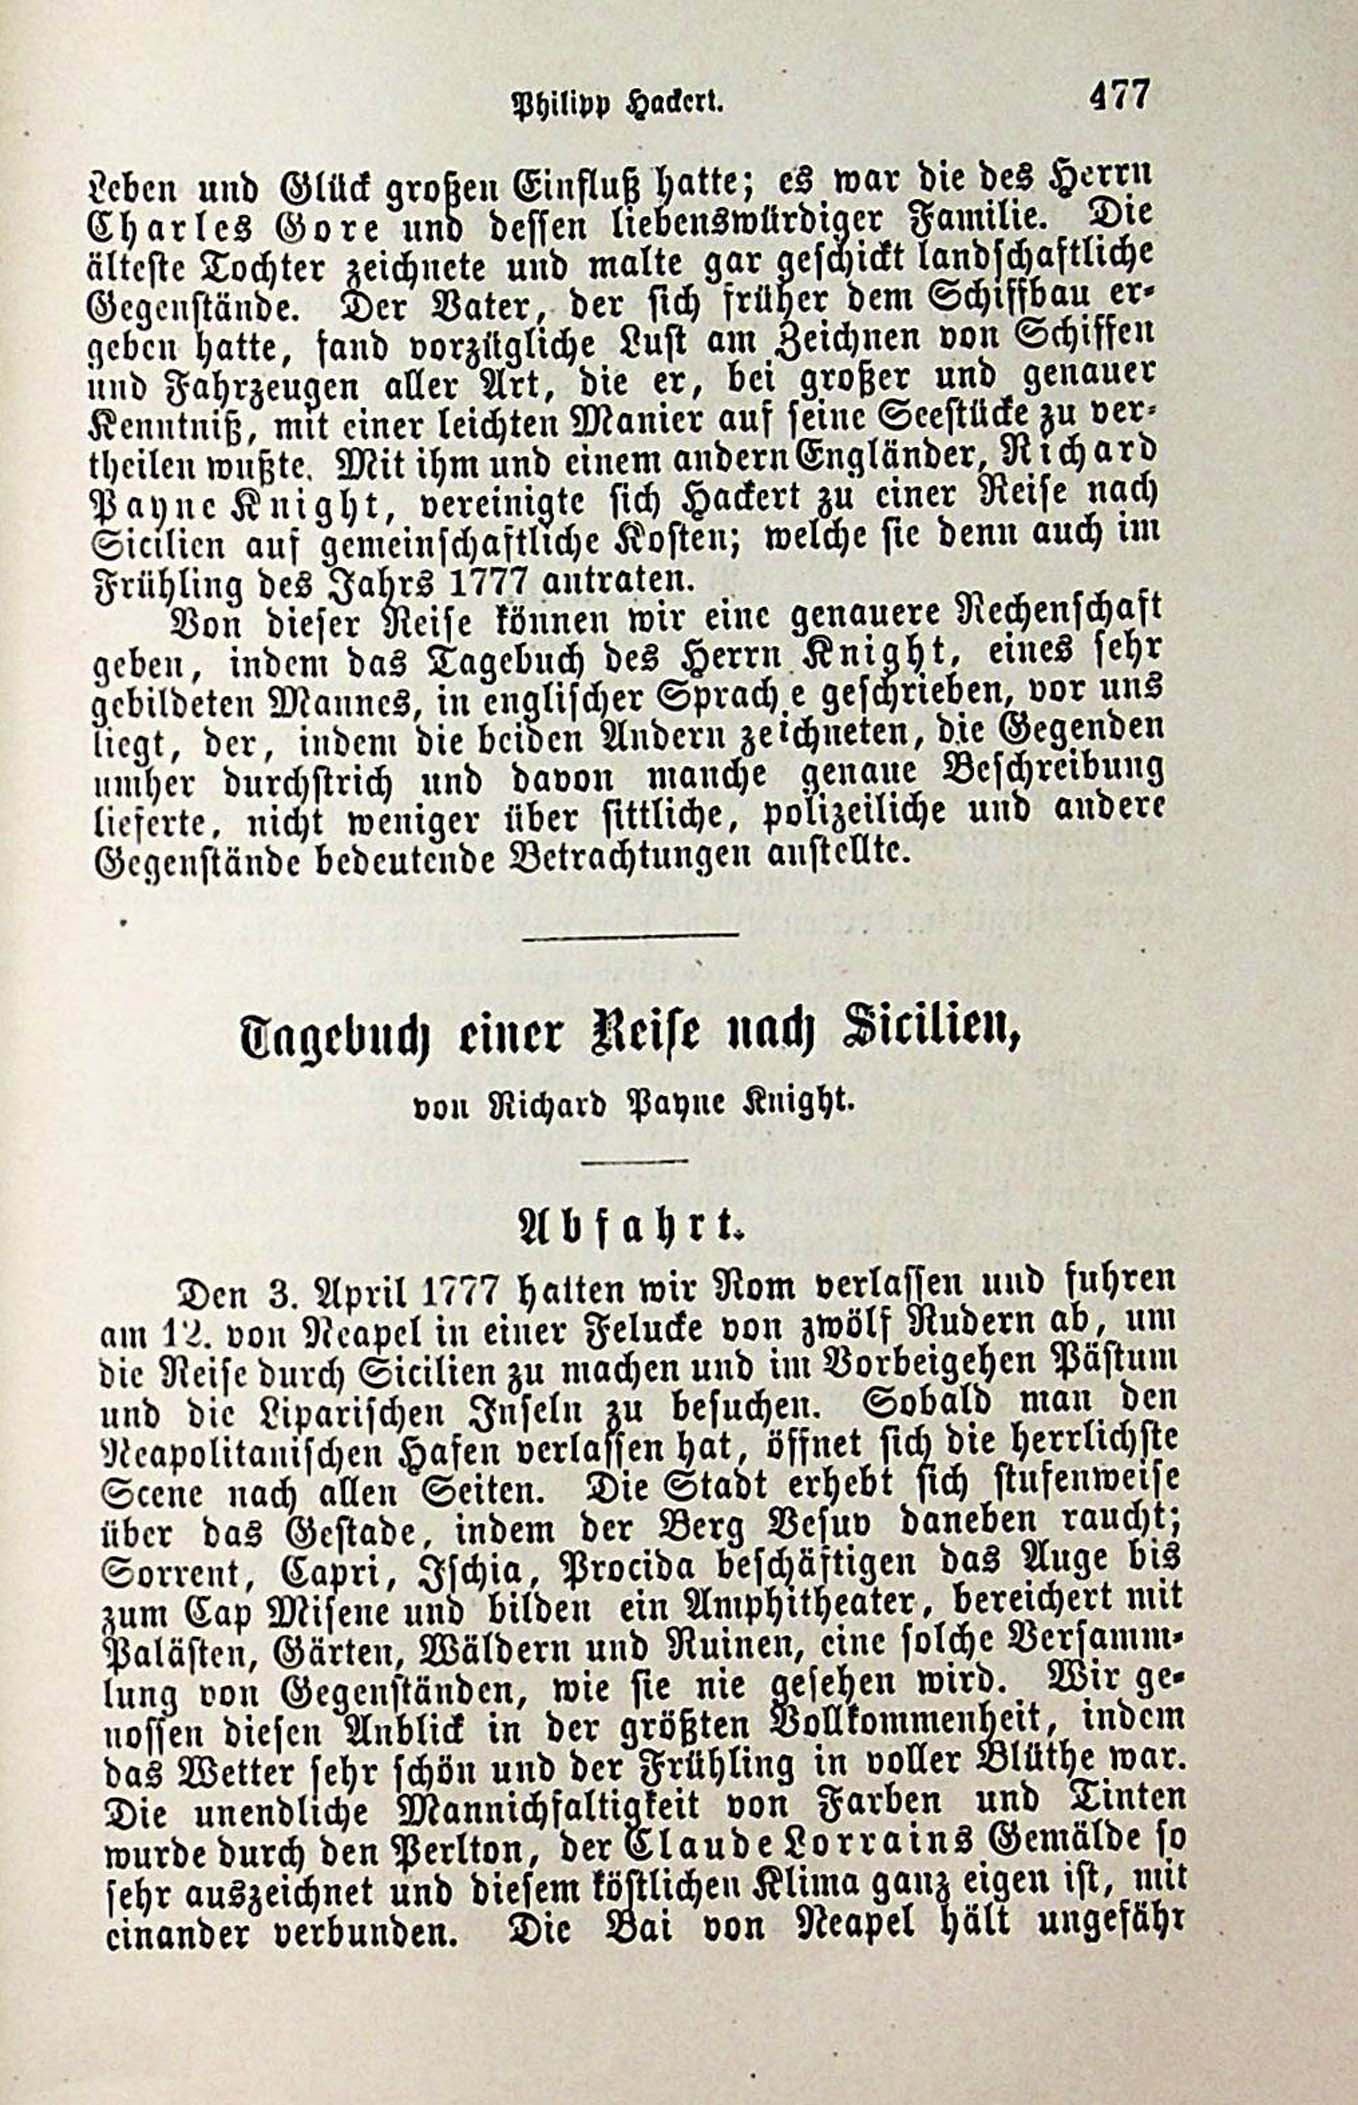 Philipp Hackert.
477
Leben und Glück großen Einfluß hatte; es war die des Herrn
Charles Gore und dessen liebenswürdiger Familie. Die
älteste Tochter zeichnete und malte gar geschickt landschaftliche
Gegenstände. Der Vater, der sich früher dem Schiffbau er-
geben hatte, fand vorzügliche Lust am Zeichnen von Schiffen
und Fahrzeugen aller Art, die er, bei großer und genauer
Kenntniß, mit einer leichten Manier auf seine Seestücke zu ver-
theilen wußte. Mit ihm und einem andern Engländer, Richard
Payne Knight, vereinigte sich Hackert zu einer Reise nach
Sicilien auf gemeinschaftliche Kosten; welche sie denn auch im
Frühling des Jahrs 1777 antraten.
Von dieser Reise können wir eine genauere Rechenschaft
geben, indem das Tagebuch des Herrn Knight, eines sehr
gebildeten Mannes, in englischer Sprache geschrieben, vor uns
liegt, der, indem die beiden Andern zeichneten, die Gegenden
umher durchstrich und davon manche genaue Beschreibung
lieferte, nicht weniger über sittliche, polizeiliche und andere
Gegenstände bedeutende Betrachtungen anstellte.
Tagebuch einer Reise nach Sicilien,
von Richard Payne Knight.
Abfahrt.
Den 3. April 1777 hatten wir Rom verlassen und fuhren
am 12. von Neapel in einer Felucke von zwölf Rudern ab, um
die Reise durch Sicilien zu machen und im Vorbeigehen Pästum
und die Liparischen Inseln zu besuchen. Sobald man den
Neapolitanischen Hafen verlassen hat, öffnet sich die herrlichste
Scene nach allen Seiten. Die Stadt erhebt sich stufenweise
über das Gestade, indem der Berg Vesuv daneben raucht;
Sorrent, Capri, Ischia, Procida beschäftigen das Auge bis
zum Cap Misene und bilden ein Amphitheater, bereichert mit
Palästen, Gärten, Wäldern und Ruinen, eine solche Versamm-
lung von Gegenständen, wie sie nie gesehen wird. Wir ge-
nossen diesen Anblick in der größten Vollkommenheit, indem
das Wetter sehr schön und der Frühling in voller Blüthe war.
Die unendliche Mannichfaltigkeit von Farben und Tinten
wurde durch den Perlton, der Claude Lorrains Gemälde so
sehr auszeichnet und diesem köstlichen Klima ganz eigen ist, mit
einander verbunden. Die Bai von Neapel hält ungefähr